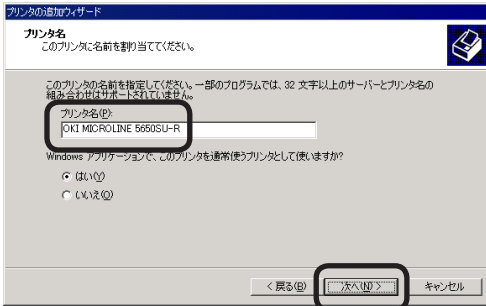 プリンタの追加ウィザード
プリンタ名
このプリンタに名前を割り当ててください。
このプリンタの名前を指定してください。一部のプログラムでは、32 文字以上のサーバーとプリンタ名の
組み合わせはサポートされていません。
プリンタ名(P):
OKI MICROLINE 5650SU-R
Windows アプリケーションで、このプリンタを通常使うプリンタとして使いますか?
はい(Y)
いいえ(O)
< 戻る(B)
次へ(N) >
キャンセル